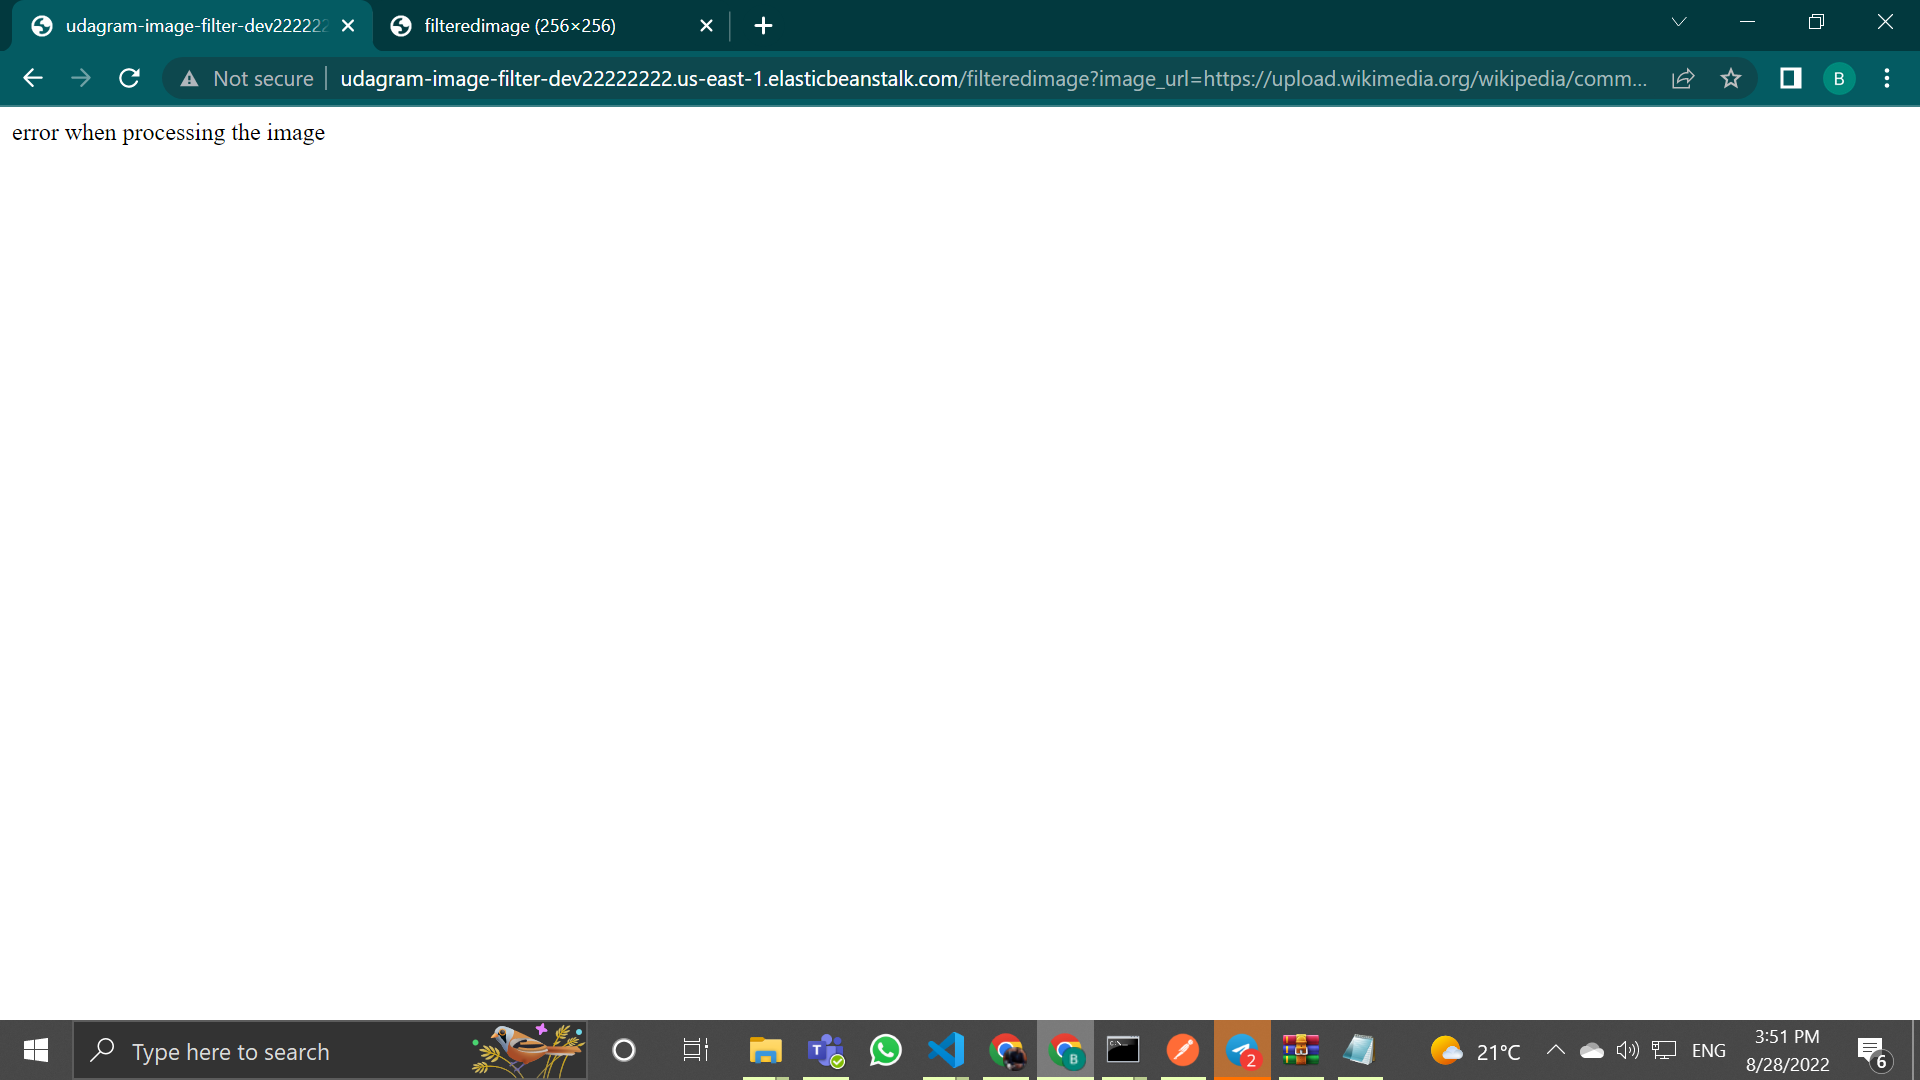 udagram-image-filter-dev222222
filteredimage (256×256)
Not secure
udagram-image-filter-dev22222222.us-east-1.elasticbeanstalk.com/filteredimage?image_url=https://upload.wikimedia.org/wikipedia/comm...
B
error when processing the image
Type here to search
T
B
C:\
2
21°C
ENG
3:51 PM
8/28/2022
6